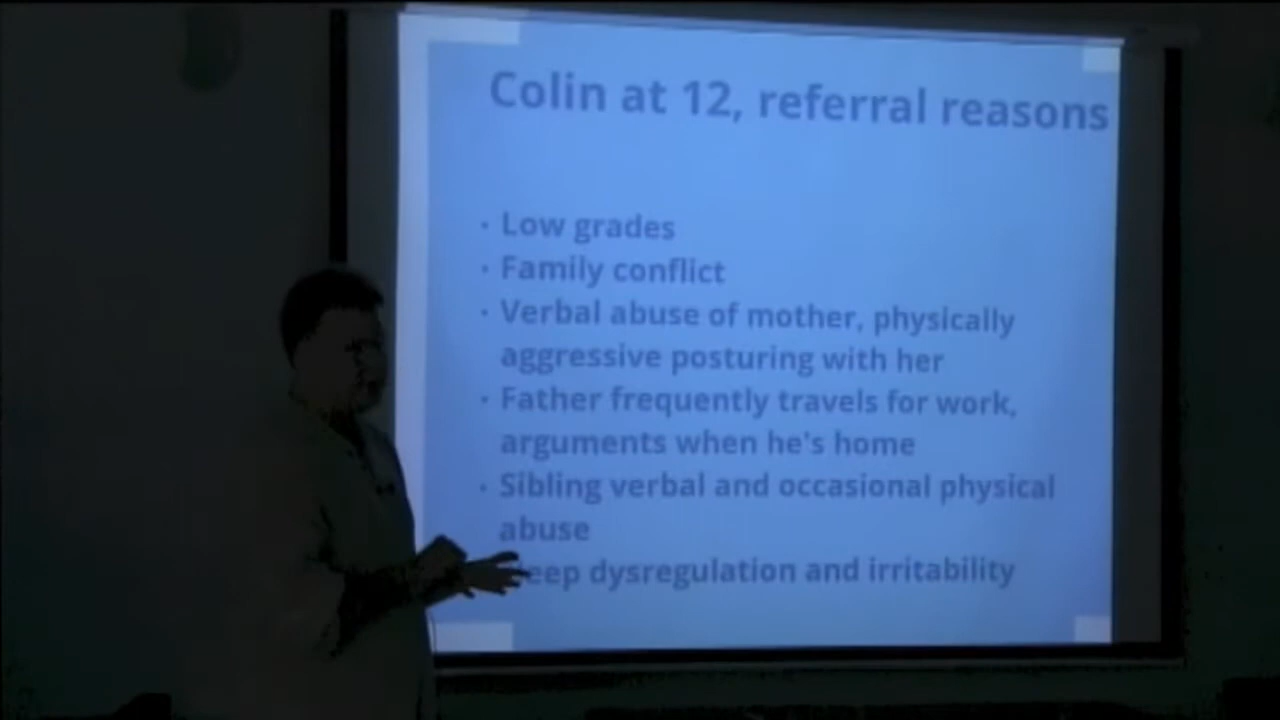 Colin at 12, referral reasons
· Low grades
· Family conflict
· Verbal abuse of mother, physically
aggressive posturing with her
· Father frequently travels for work,
arguments when he's home
· Sibling verbal and occasional physical
abuse
dysregulation and irritability